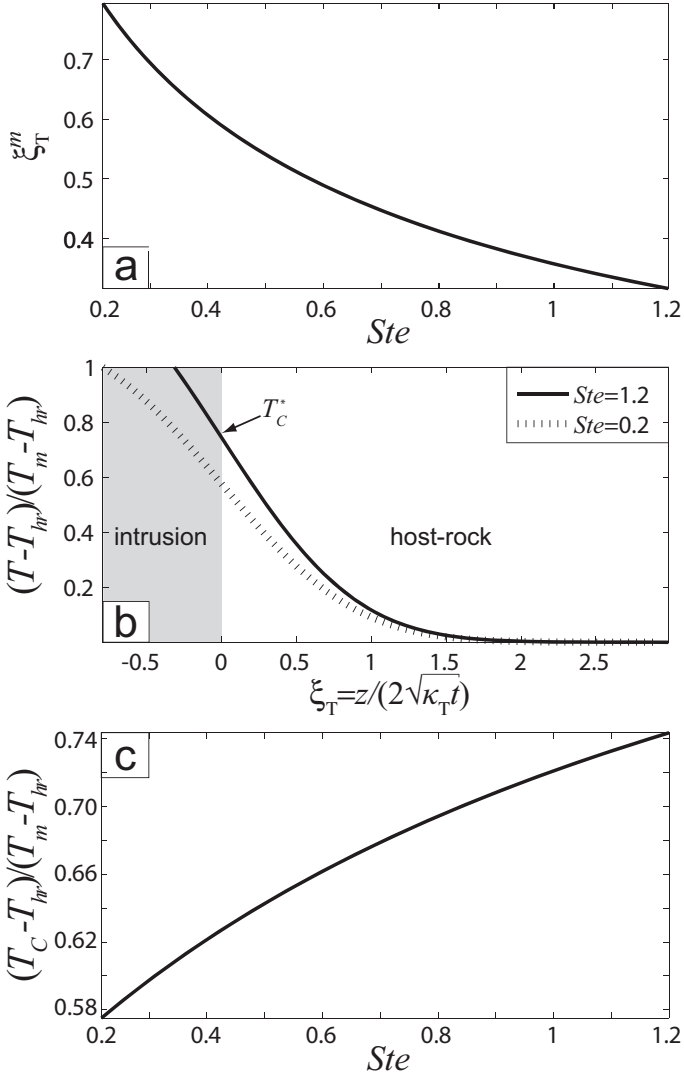 0.7
0.6
0.5
0.4
ξ_T^m
a
0.2 0.4 0.6 0.8 1 1.2
Ste
1
0.8
0.6
0.4
0.2
(T-T_hr)/(T_m-T_hr)
T_C^*
Ste=1.2
Ste=0.2
intrusion
host-rock
b
-0.5 0 0.5 1 1.5 2 2.5
ξ_T=z/(2√κ_T t)
c
0.74
0.70
0.66
0.62
0.58
(T_C-T_hr)/(T_m-T_hr)
0.2 0.4 0.6 0.8 1 1.2
Ste